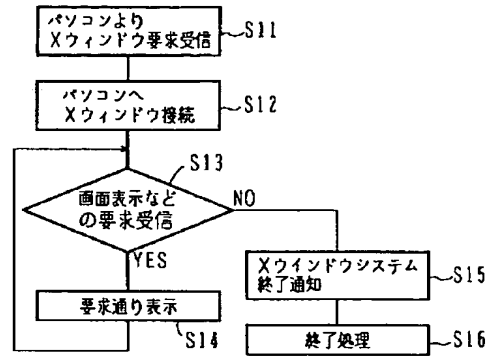 パソコンより
Xウィンドウ要求受信
S11
パソコンへ
Xウィンドウ接続
S12
S13
画面表示など
の要求受信
NO
YES
要求通り表示
S14
Xウインドウシステム
終了通知
S15
終了処理
S16